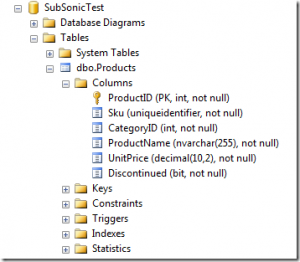 SubSonicTest
Database Diagrams
Tables
System Tables
dbo.Products
Columns
ProductID (PK, int, not null)
Sku (uniqueidentifier, not null)
CategoryID (int, not null)
ProductName (nvarchar(255), not null)
UnitPrice (decimal(10,2), not null)
Discontinued (bit, not null)
Keys
Constraints
Triggers
Indexes
Statistics